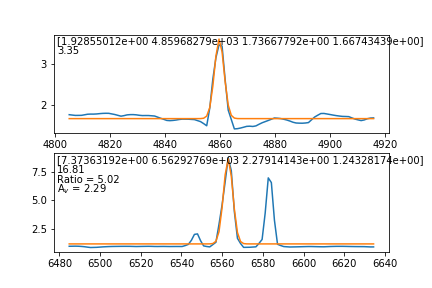 [1.92855012e+00 4.85968279e+03 1.73667792e+00 1.66743439e+00]
3.35
3
2
4800 4820 4840 4860 4880 4900 4920
[7.37363192e+00 6.56292769e+03 2.27914143e+00 1.24328174e+00]
16.81
Ratio = 5.02
Aᵥ = 2.29
7.5
5.0
2.5
6480 6500 6520 6540 6560 6580 6600 6620 6640